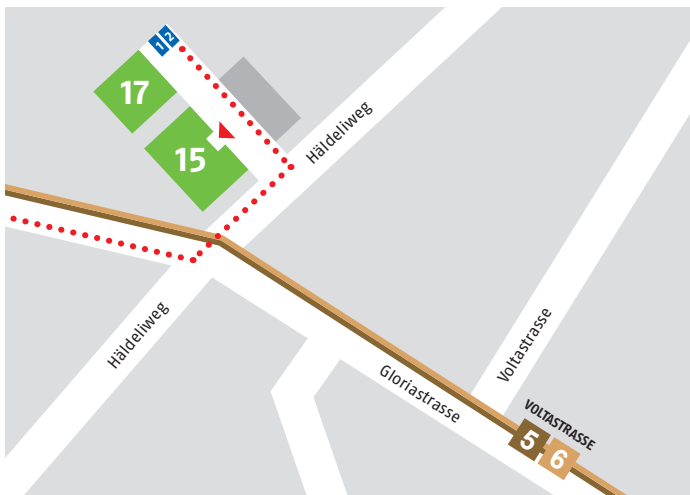 1 2
17
15
Häldeliweg
Häldeliweg
Gloriastrasse
Voltastrasse
VOLTASTRASSE
5 6